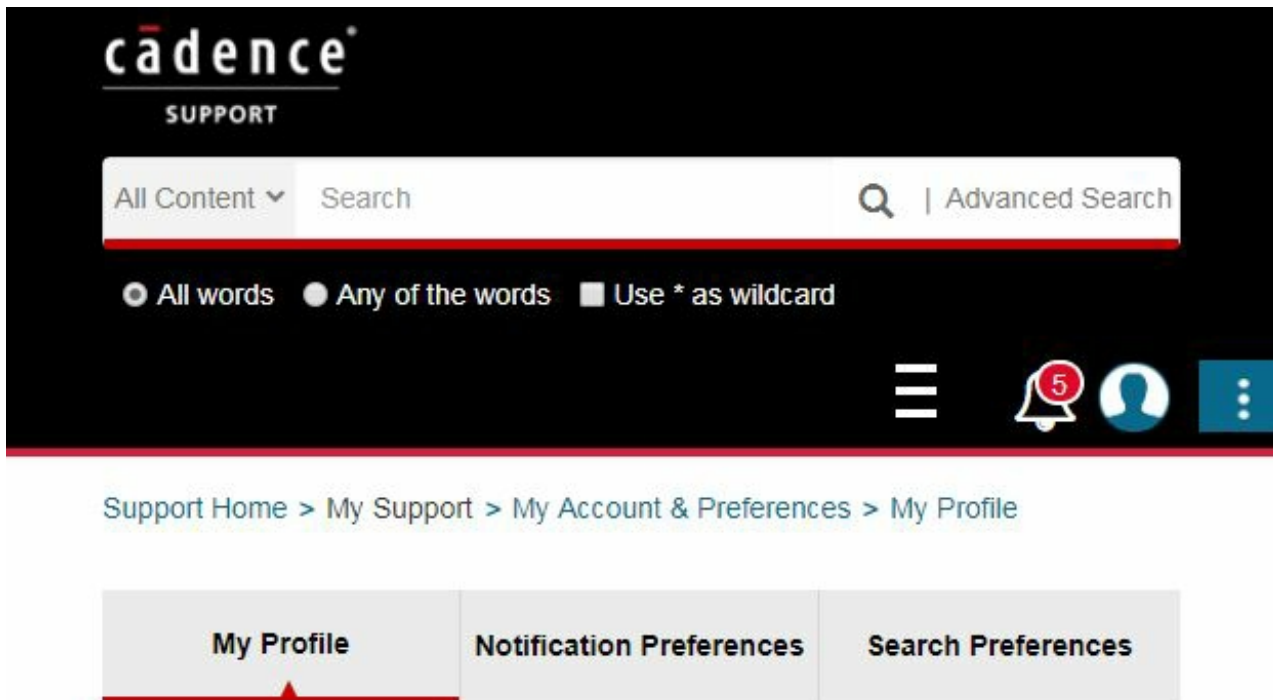 cādence®
SUPPORT
All Content Search | Advanced Search
All words Any of the words Use * as wildcard
5
Support Home > My Support > My Account & Preferences > My Profile
My Profile Notification Preferences Search Preferences